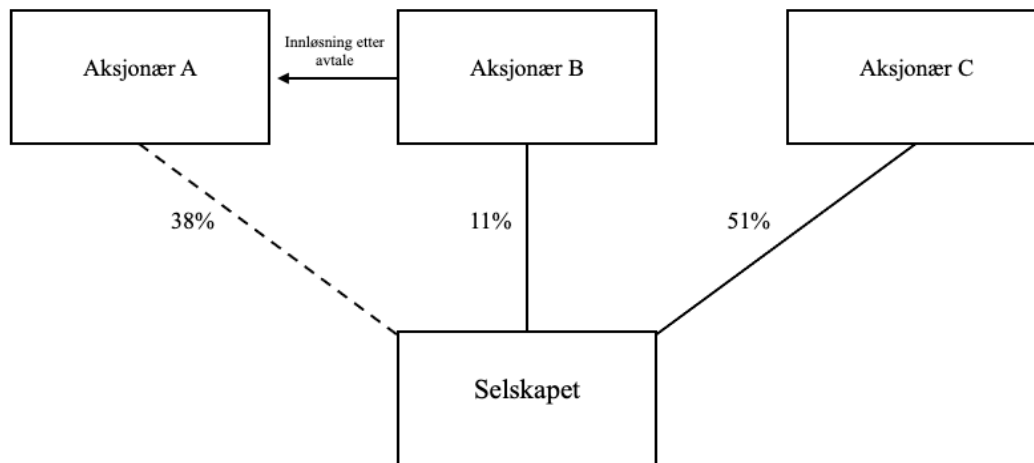 Aksjonær A
Innløsning etter
avtale
Aksjonær B
Aksjonær C
38%
11%
51%
Selskapet